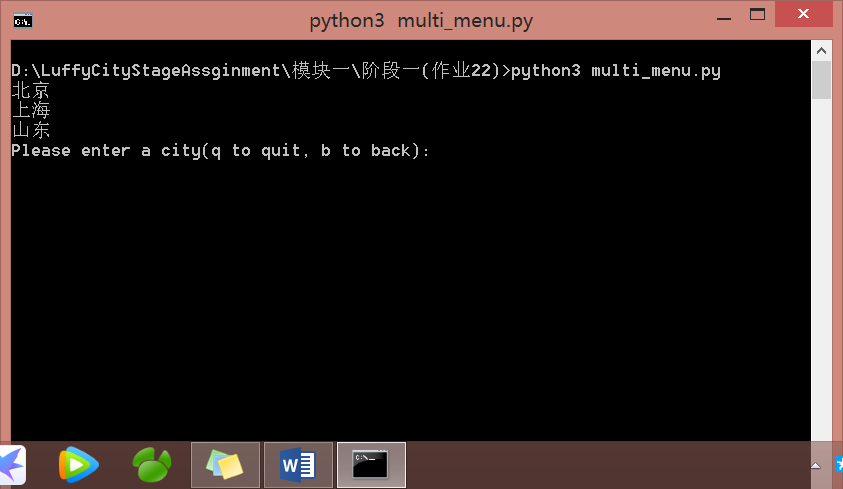 python3 multi_menu.py
D:\LuffyCityStageAssginment\模块一\阶段一(作业22)>python3 multi_menu.py
北京
上海
山东
Please enter a city(q to quit, b to back):